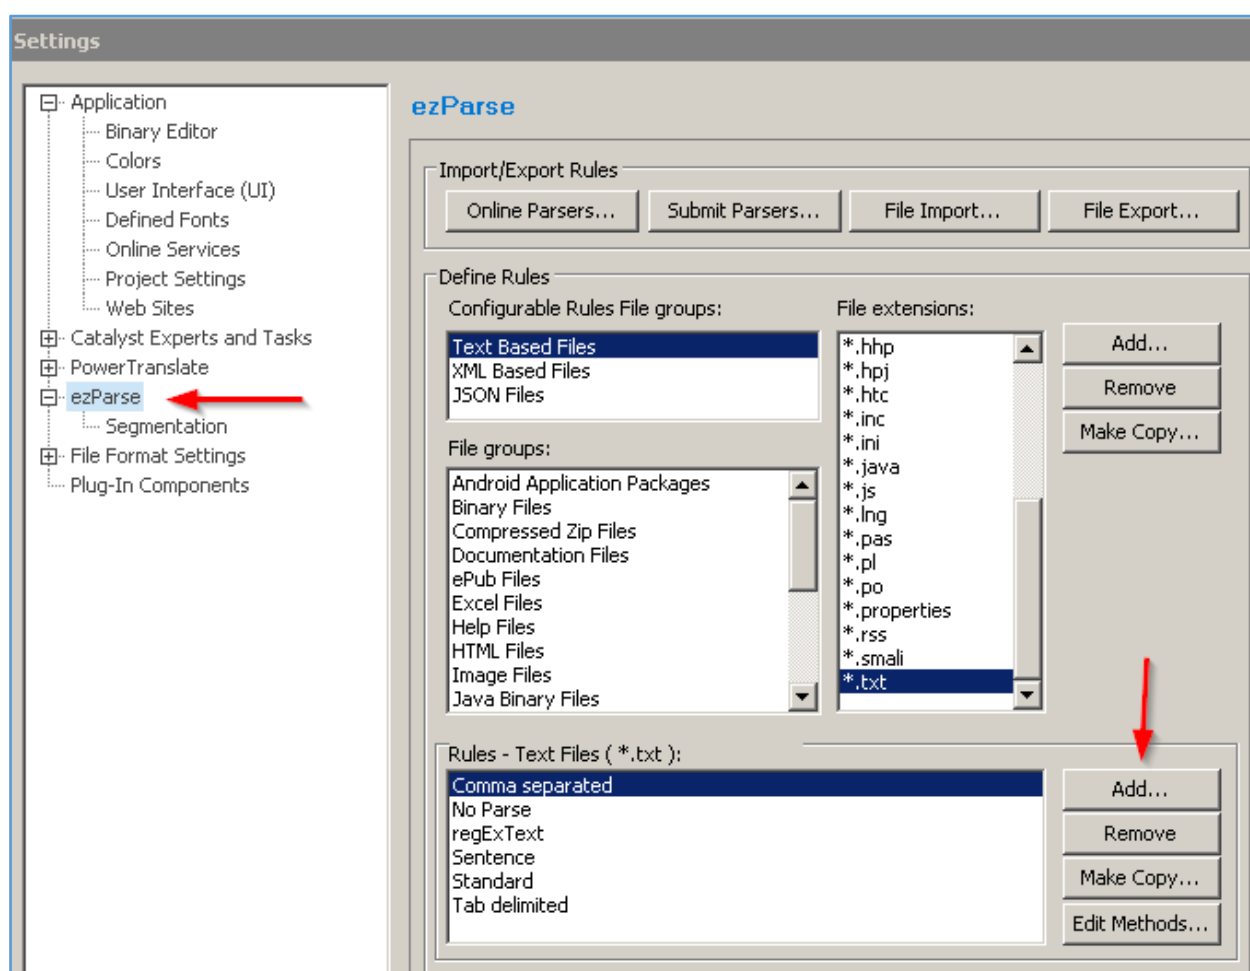 Settings
Application
Binary Editor
Colors
User Interface (UI)
Defined Fonts
Online Services
Project Settings
Web Sites
Catalyst Experts and Tasks
PowerTranslate
ezParse
Segmentation
File Format Settings
Plug-In Components
ezParse
Import/Export Rules
Online Parsers...
Submit Parsers...
File Import...
File Export...
Define Rules
Configurable Rules File groups:
Text Based Files
XML Based Files
JSON Files
File groups:
Android Application Packages
Binary Files
Compressed Zip Files
Documentation Files
ePub Files
Excel Files
Help Files
HTML Files
Image Files
Java Binary Files
File extensions:
*.hhp
*.hpj
*.htc
*.inc
*.ini
*.java
*.js
*.lng
*.pas
*.pl
*.po
*.properties
*.rss
*.smali
*.txt
Add...
Remove
Make Copy...
Rules - Text Files ( *.txt ):
Comma separated
No Parse
regExText
Sentence
Standard
Tab delimited
Add...
Remove
Make Copy...
Edit Methods...